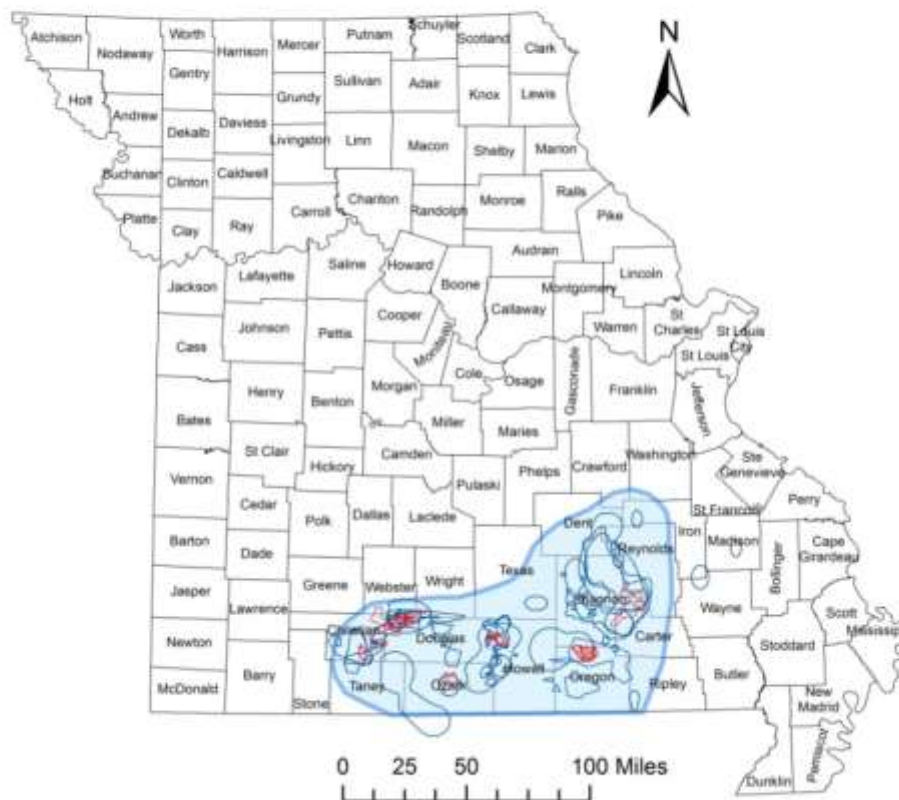 Schuyler
Worth
Putnam
Scotland
Atchison
Mercer
Clark
Nodaway
Harrison
N
Gentry
Sullivan
Adair
Holt
Knox
Lewis
Grundy
Andrew
Daviess
Dekalb
Livingston
Linn
Macon
Shelby
Marion
Buchanan
Clinton
Caldwell
Ralls
Chariton
Monroe
Randolph
Carroll
Pike
Platte
Clay
Ray
Audrain
Saline
Howard
Lincoln
Jackson
Lafayette
Boone
Montgomery
Callaway
Cooper
St
Charles
Johnson
Pettis
Warren
St Louis
City
Cass
Moniteau
St Louis
Cole
Osage
Gasconade
Franklin
Henry
Morgan
Jefferson
Benton
Bates
Miller
Maries
St Clair
Camden
Washington
Ste
Genevieve
Hickory
Phelps
Crawford
Vernon
Pulaski
Cedar
Perry
Polk
Dallas
Laclede
St Francois
Dent
Iron
Madison
Barton
Dade
Reynolds
Cape
Girardeau
Texas
Bollinger
Greene
Webster
Wright
Jasper
Shannon
Lawrence
Wayne
Scott
Christian
Douglas
Carter
Mississippi
Newton
Stoddard
Howell
Barry
Oregon
Butler
McDonald
Taney
Ozark
Ripley
Stone
New
Madrid
Pemiscot
Dunklin
0 25 50 100 Miles